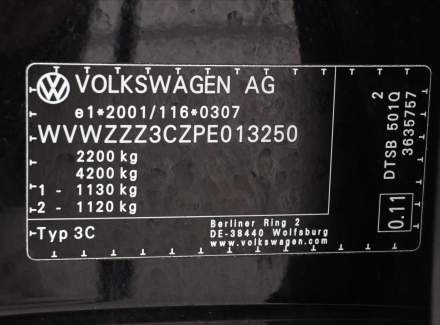 VOLKSWAGEN AG
e1*2001/116*0307
WVWZZZ3CZPE013250
2200 kg
4200 kg
1 - 1130 kg
2 - 1120 kg
Typ 3C
Berliner Ring 2
DE-38440 Wolfsburg
www.volkswagen.com
2
DTSB 501Q
3635757
0.11